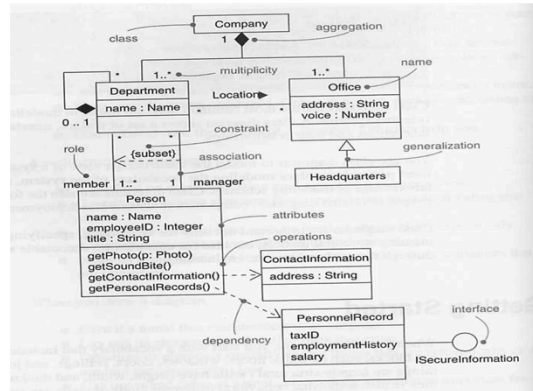 Company
class
1
aggregation
*
1..*
multiplicity
1..*
name
Department
name : Name
Location
Office
address : String
voice : Number
*
*
0..1
*
*
constraint
{subset}
generalization
role
association
Headquarters
member
1..*
1
manager
Person
name : Name
employeeID : Integer
title : String
attributes
operations
getPhoto(p: Photo)
getSoundBite()
getContactInformation()
getPersonalRecords()
ContactInformation
address : String
PersonnelRecord
taxID
employmentHistory
salary
interface
dependency
ISecureInformation